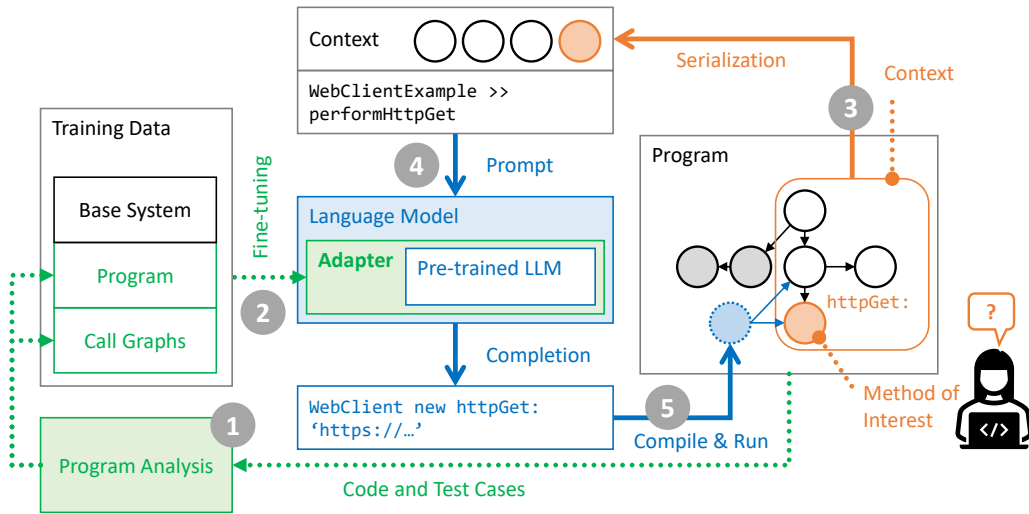 Context
WebClientExample >>
performHttpGet
4
Prompt
Serialization
3
Context
Training Data
Base System
Program
Call Graphs
Fine-tuning
2
Language Model
Adapter
Pre-trained LLM
Completion
WebClient new httpGet:
‘https://…’
5
Compile & Run
Program
httpGet:
Method of
Interest
?
</>
1
Program Analysis
Code and Test Cases